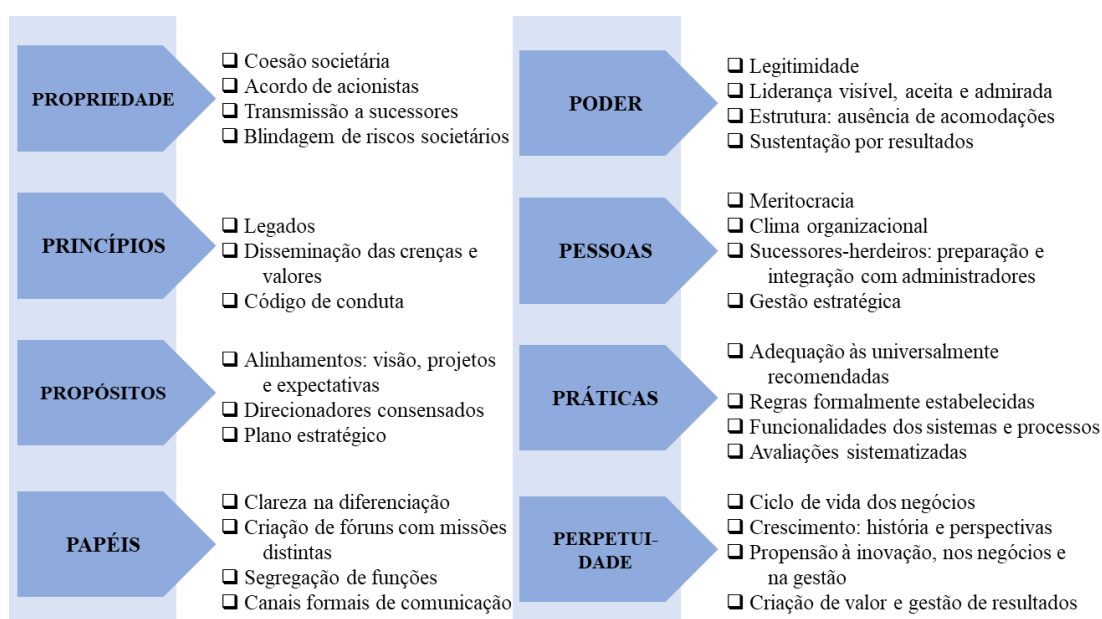 PROPRIEDADE
❑ Coesão societária
❑ Acordo de acionistas
❑ Transmissão a sucessores
❑ Blindagem de riscos societários
PRINCÍPIOS
❑ Legados
❑ Disseminação das crenças e
valores
❑ Código de conduta
PROPÓSITOS
❑ Alinhamentos: visão, projetos
e expectativas
❑ Direcionadores consensados
❑ Plano estratégico
PAPÉIS
❑ Clareza na diferenciação
❑ Criação de fóruns com missões
distintas
❑ Segregação de funções
❑ Canais formais de comunicação
PODER
❑ Legitimidade
❑ Liderança visível, aceita e admirada
❑ Estrutura: ausência de acomodações
❑ Sustentação por resultados
PESSOAS
❑ Meritocracia
❑ Clima organizacional
❑ Sucessores-herdeiros: preparação e
integração com administradores
❑ Gestão estratégica
PRÁTICAS
❑ Adequação às universalmente
recomendadas
❑ Regras formalmente estabelecidas
❑ Funcionalidades dos sistemas e processos
❑ Avaliações sistematizadas
PERPETUI-
DADE
❑ Ciclo de vida dos negócios
❑ Crescimento: história e perspectivas
❑ Propensão à inovação, nos negócios e
na gestão
❑ Criação de valor e gestão de resultados